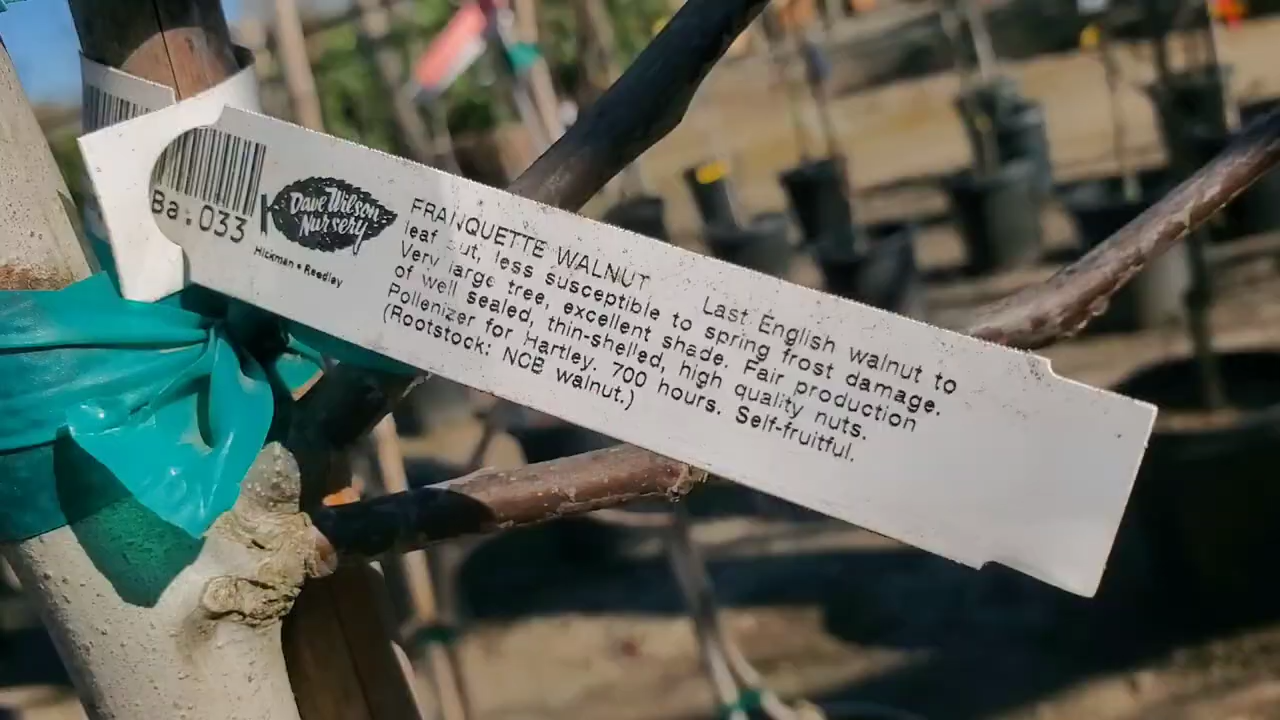 Ba.033
Dave Wilson
Nursery
Hickman • Reedley
FRANQUETTE WALNUT Last English walnut to
leaf out, less susceptible to spring frost damage.
Very large tree, excellent shade. Fair production
of well sealed, thin-shelled, high quality nuts.
Pollenizer for Hartley. 700 hours. Self-fruitful.
(Rootstock: NCB walnut.)